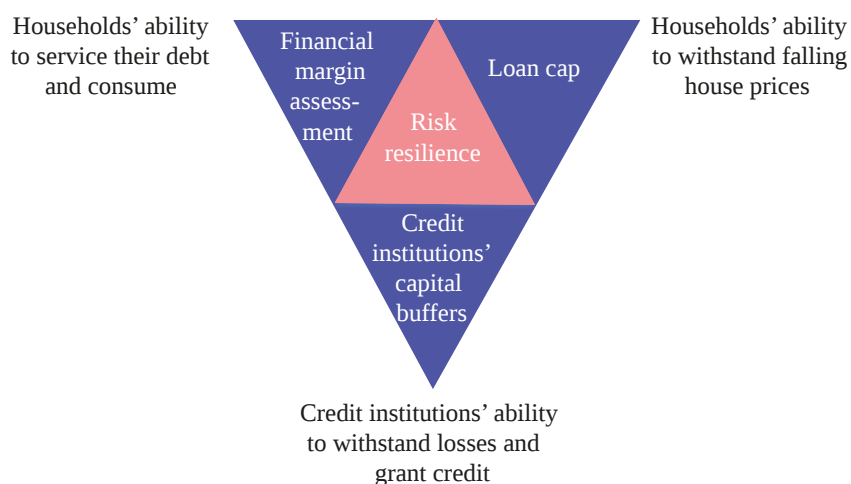 Households’ ability
to service their debt
and consume
Financial
margin
assess-
ment
Loan cap
Households’ ability
to withstand falling
house prices
Risk
resilience
Credit
institutions’
capital
buffers
Credit institutions’ ability
to withstand losses and
grant credit